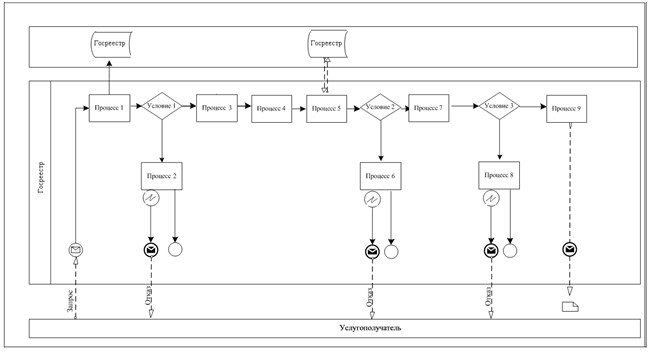 Госреестр
Госреестр
Госреестр
Процесс 1
Условие 1
Процесс 3
Процесс 4
Процесс 5
Условие 2
Процесс 7
Условие 3
Процесс 9
Процесс 2
Процесс 6
Процесс 8
Запрос
Отказ
Отказ
Отказ
Услугополучатель